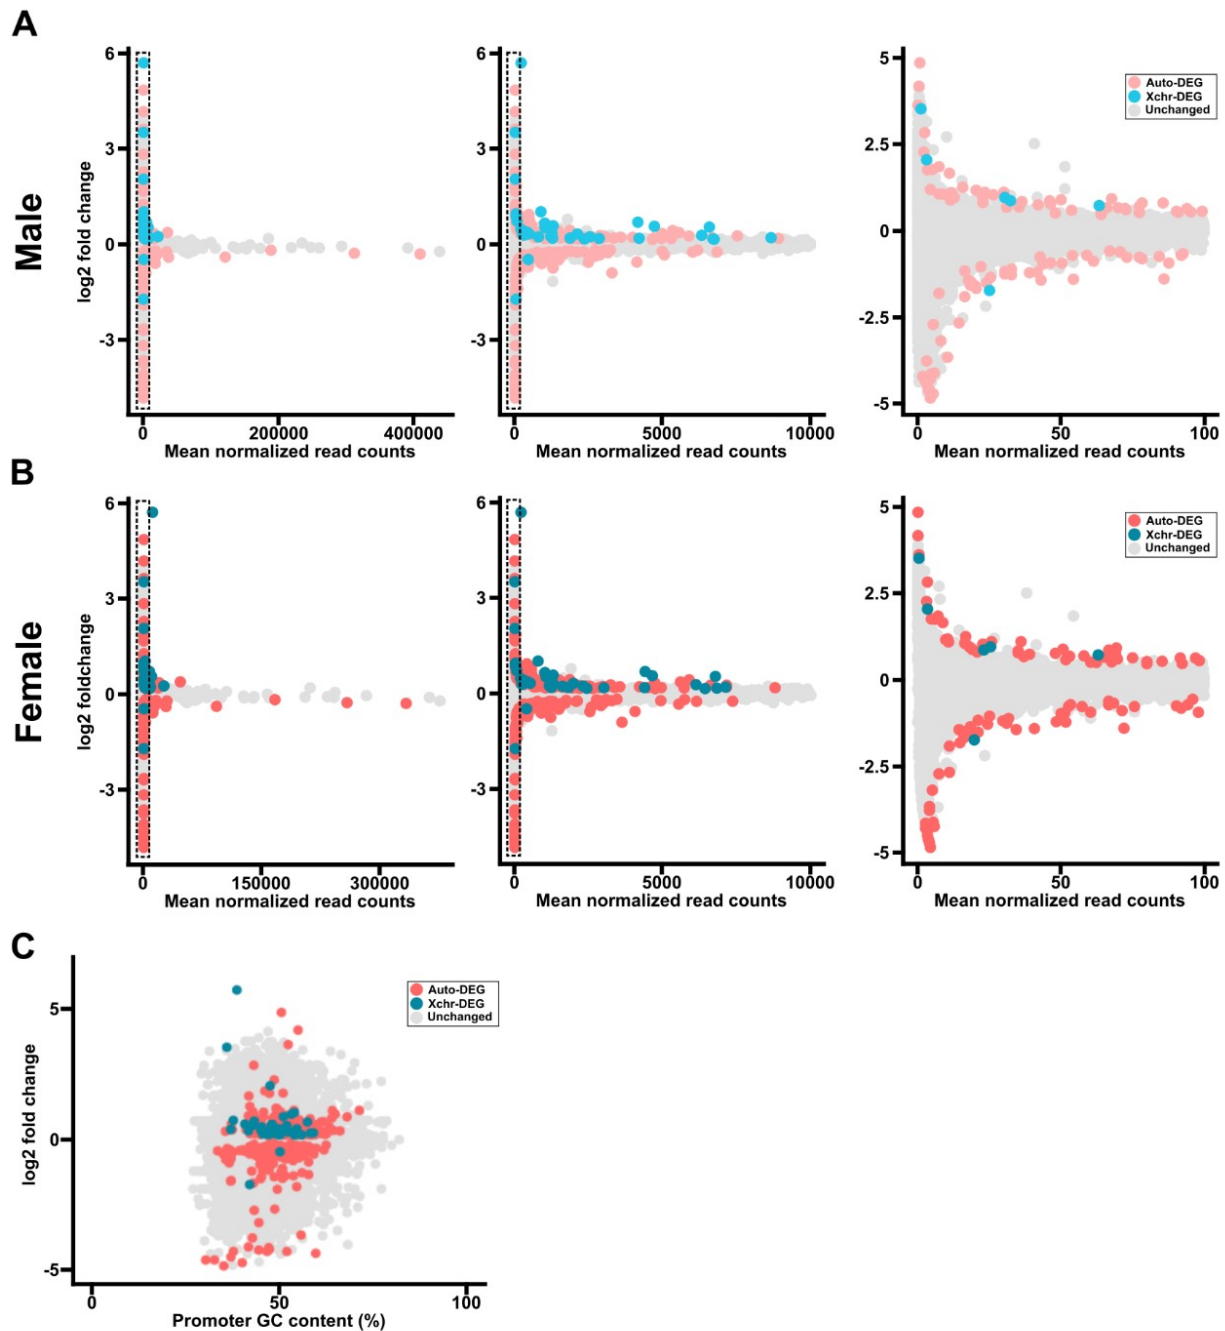 A
Male
log2 fold change
6
3
0
-3
0
200000
400000
Mean normalized read counts
6
3
0
-3
0
5000
10000
Mean normalized read counts
5
2.5
0
-2.5
-5
0
50
100
Mean normalized read counts
Auto-DEG
Xchr-DEG
Unchanged
B
Female
log2 foldchange
6
3
0
-3
0
150000
300000
Mean normalized read counts
6
3
0
-3
0
5000
10000
Mean normalized read counts
5
2.5
0
-2.5
-5
0
50
100
Mean normalized read counts
Auto-DEG
Xchr-DEG
Unchanged
C
log2 fold change
5
0
-5
0
50
100
Promoter GC content (%)
Auto-DEG
Xchr-DEG
Unchanged